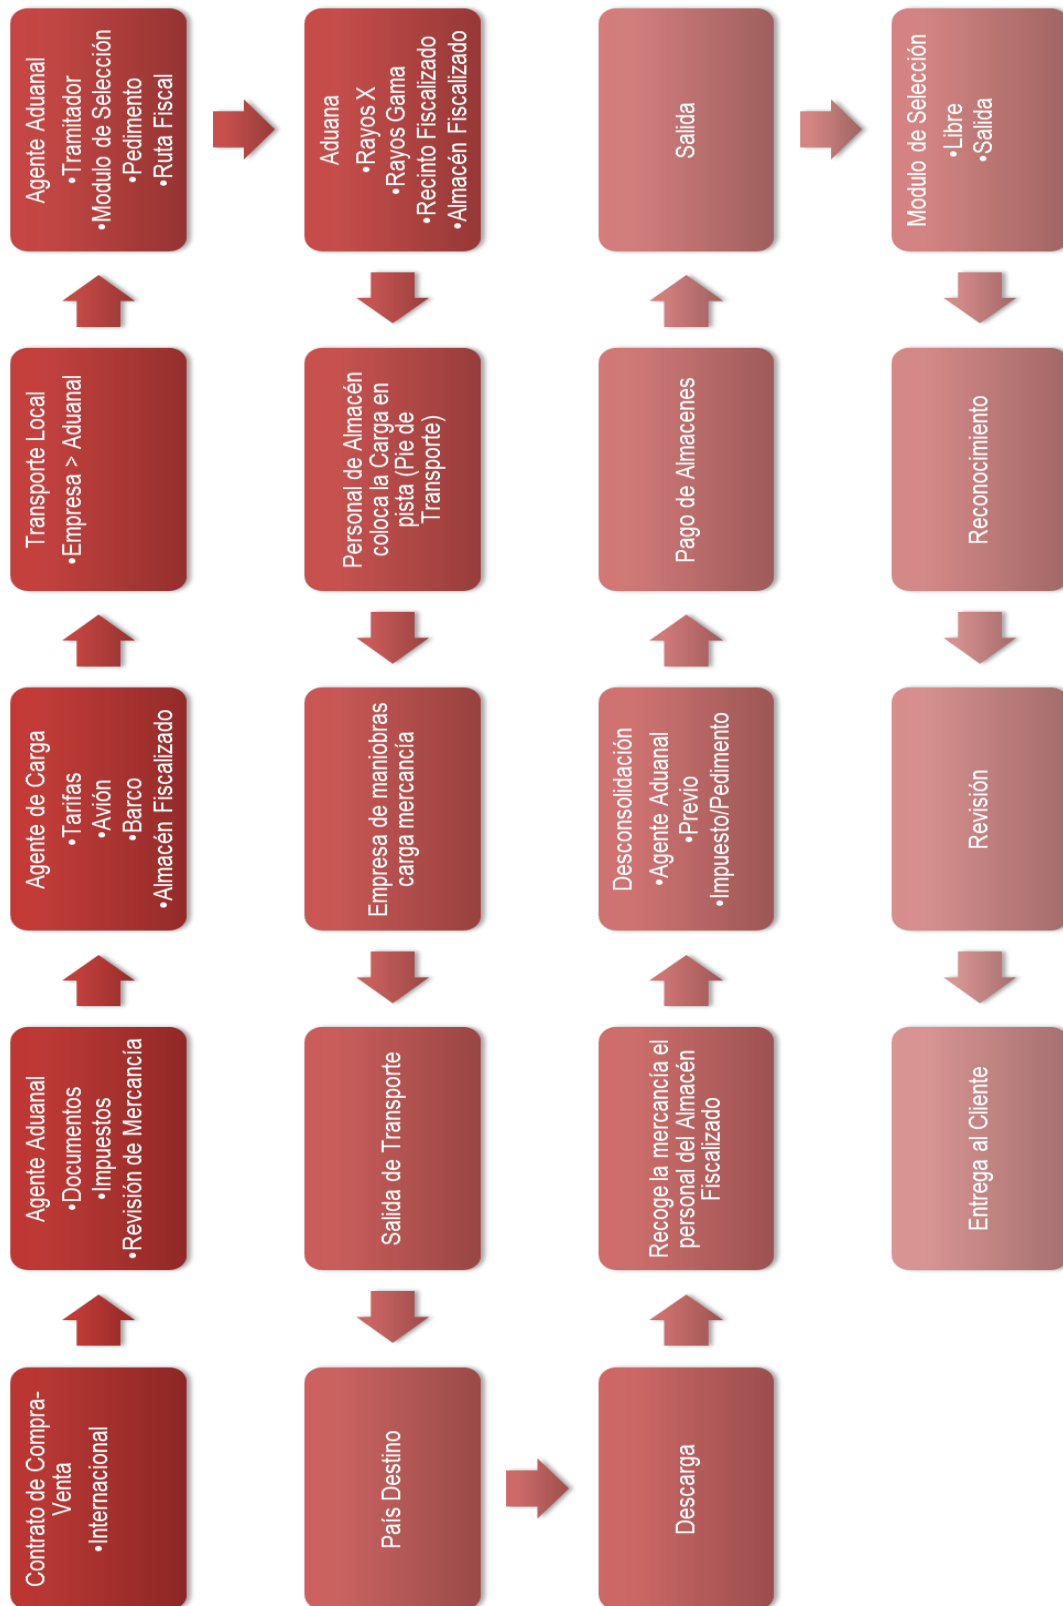 Contrato de Compra-
Venta
•Internacional
Agente Aduanal
•Documentos
•Impuestos
•Revisión de Mercancía
Agente de Carga
•Tarifas
•Avión
•Barco
•Almacén Fiscalizado
Transporte Local
•Empresa > Aduanal
Agente Aduanal
•Tramitador
•Modulo de Selección
•Pedimento
•Ruta Fiscal
Aduana
•Rayos X
•Rayos Gama
•Recinto Fiscalizado
•Almacén Fiscalizado
Personal de Almacén
coloca la Carga en
pista (Pie de
Transporte)
Empresa de maniobras
carga mercancía
Salida de Transporte
País Destino
Descarga
Recoge la mercancía el
personal del Almacén
Fiscalizado
Desconsolidación
•Agente Aduanal
•Previo
•Impuesto/Pedimento
Pago de Almacenes
Salida
Modulo de Selección
•Libre
•Salida
Reconocimiento
Revisión
Entrega al Cliente